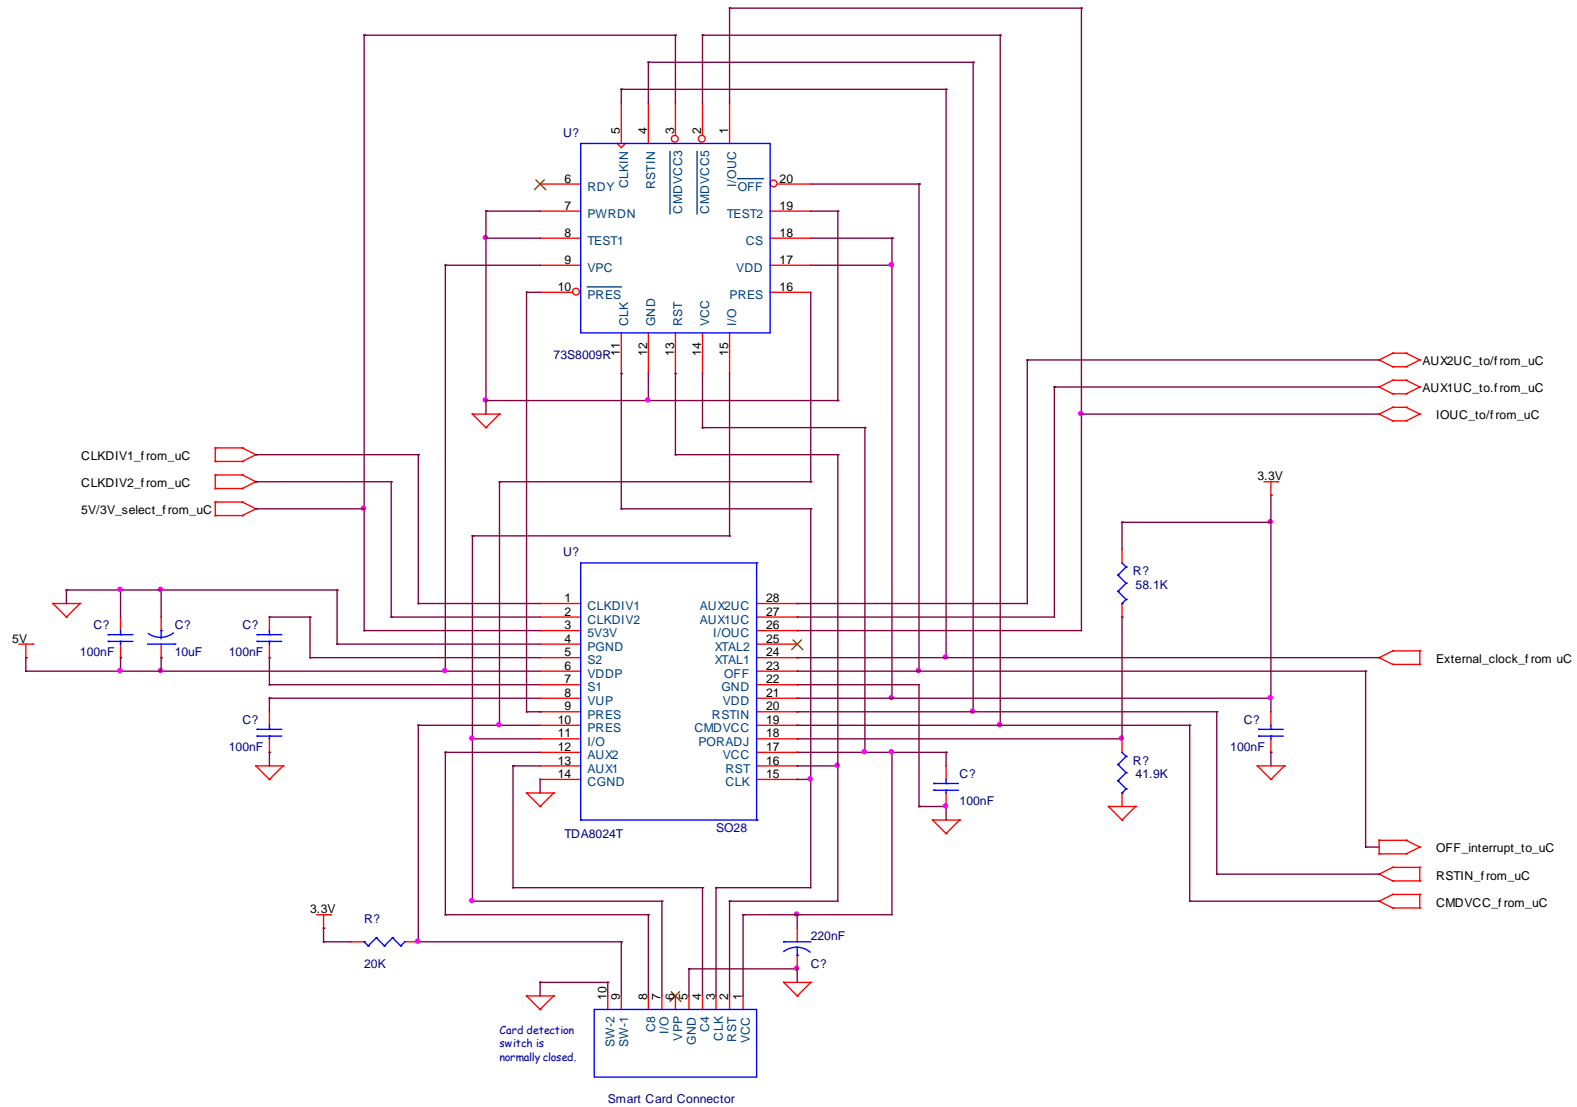 5
4
3
2
1
U?
CLKIN
RSTIN
CMDVCC3
CMDVCC5
I/OUC
6
RDY
OFF
20
7
PWRDN
TEST2
19
8
TEST1
CS
18
9
VPC
VDD
17
10
PRES
PRES
16
CLK
GND
RST
VCC
I/O
73S8009R
11
12
13
14
15
AUX2UC_to/from_uC
AUX1UC_to.from_uC
IOUC_to/from_uC
CLKDIV1_from_uC
CLKDIV2_from_uC
5V/3V_select_from_uC
3.3V
R?
58.1K
U?
1
CLKDIV1
AUX2UC
28
2
CLKDIV2
AUX1UC
27
3
5V3V
I/OUC
26
4
PGND
XTAL2
25
5
S2
XTAL1
24
6
VDDP
OFF
23
7
S1
GND
22
8
VUP
VDD
21
9
PRES
RSTIN
20
10
PRES
CMDVCC
19
11
I/O
PORADJ
18
12
AUX2
VCC
17
13
AUX1
RST
16
14
CGND
CLK
15
TDA8024T
SO28
5V
C?
100nF
C?
10uF
C?
100nF
C?
100nF
External_clock_from uC
C?
100nF
R?
41.9K
C?
100nF
OFF_interrupt_to_uC
RSTIN_from_uC
CMDVCC_from_uC
3.3V
R?
20K
220nF
C?
10
9
8
7
6
5
4
3
2
1
SW-2
SW-1
C8
I/O
VPP
GND
C4
CLK
RST
VCC
Card detection
switch is
normally closed.
Smart Card Connector